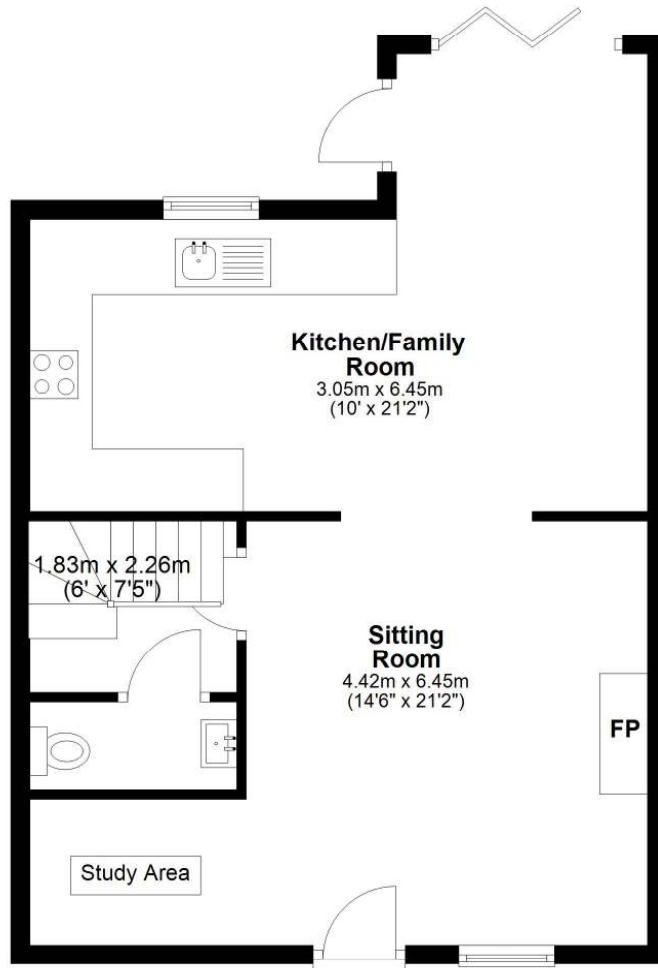 Kitchen/Family
Room
3.05m x 6.45m
(10' x 21'2")
1.83m x 2.26m
(6' x 7'5")
Sitting
Room
4.42m x 6.45m
(14'6" x 21'2")
FP
Study Area